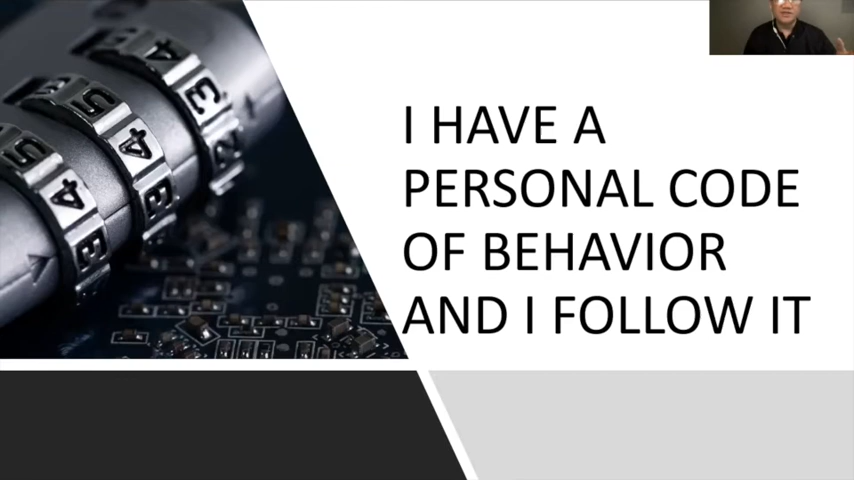 I HAVE A
PERSONAL CODE
OF BEHAVIOR
AND I FOLLOW IT